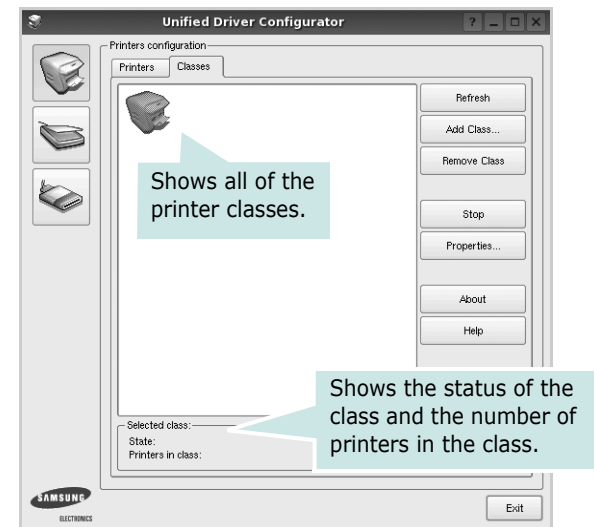 Unified Driver Configurator
Printers configuration
Printers
Classes
Refresh
Add Class...
Remove Class
Shows all of the
printer classes.
Stop
Properties...
About
Help
Shows the status of the
class and the number of
printers in the class.
Selected class:
State:
Printers in class:
SAMSUNG
ELECTRONICS
Exit